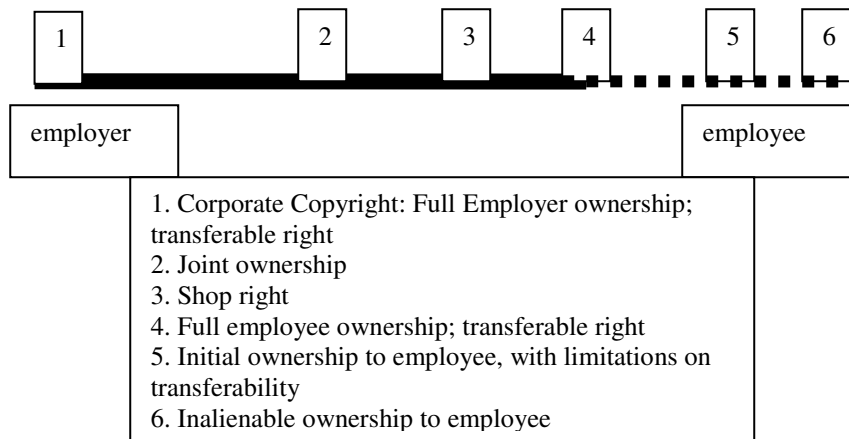 1
2
3
4
5
6
employer
employee
1. Corporate Copyright: Full Employer ownership;
transferable right
2. Joint ownership
3. Shop right
4. Full employee ownership; transferable right
5. Initial ownership to employee, with limitations on
transferability
6. Inalienable ownership to employee